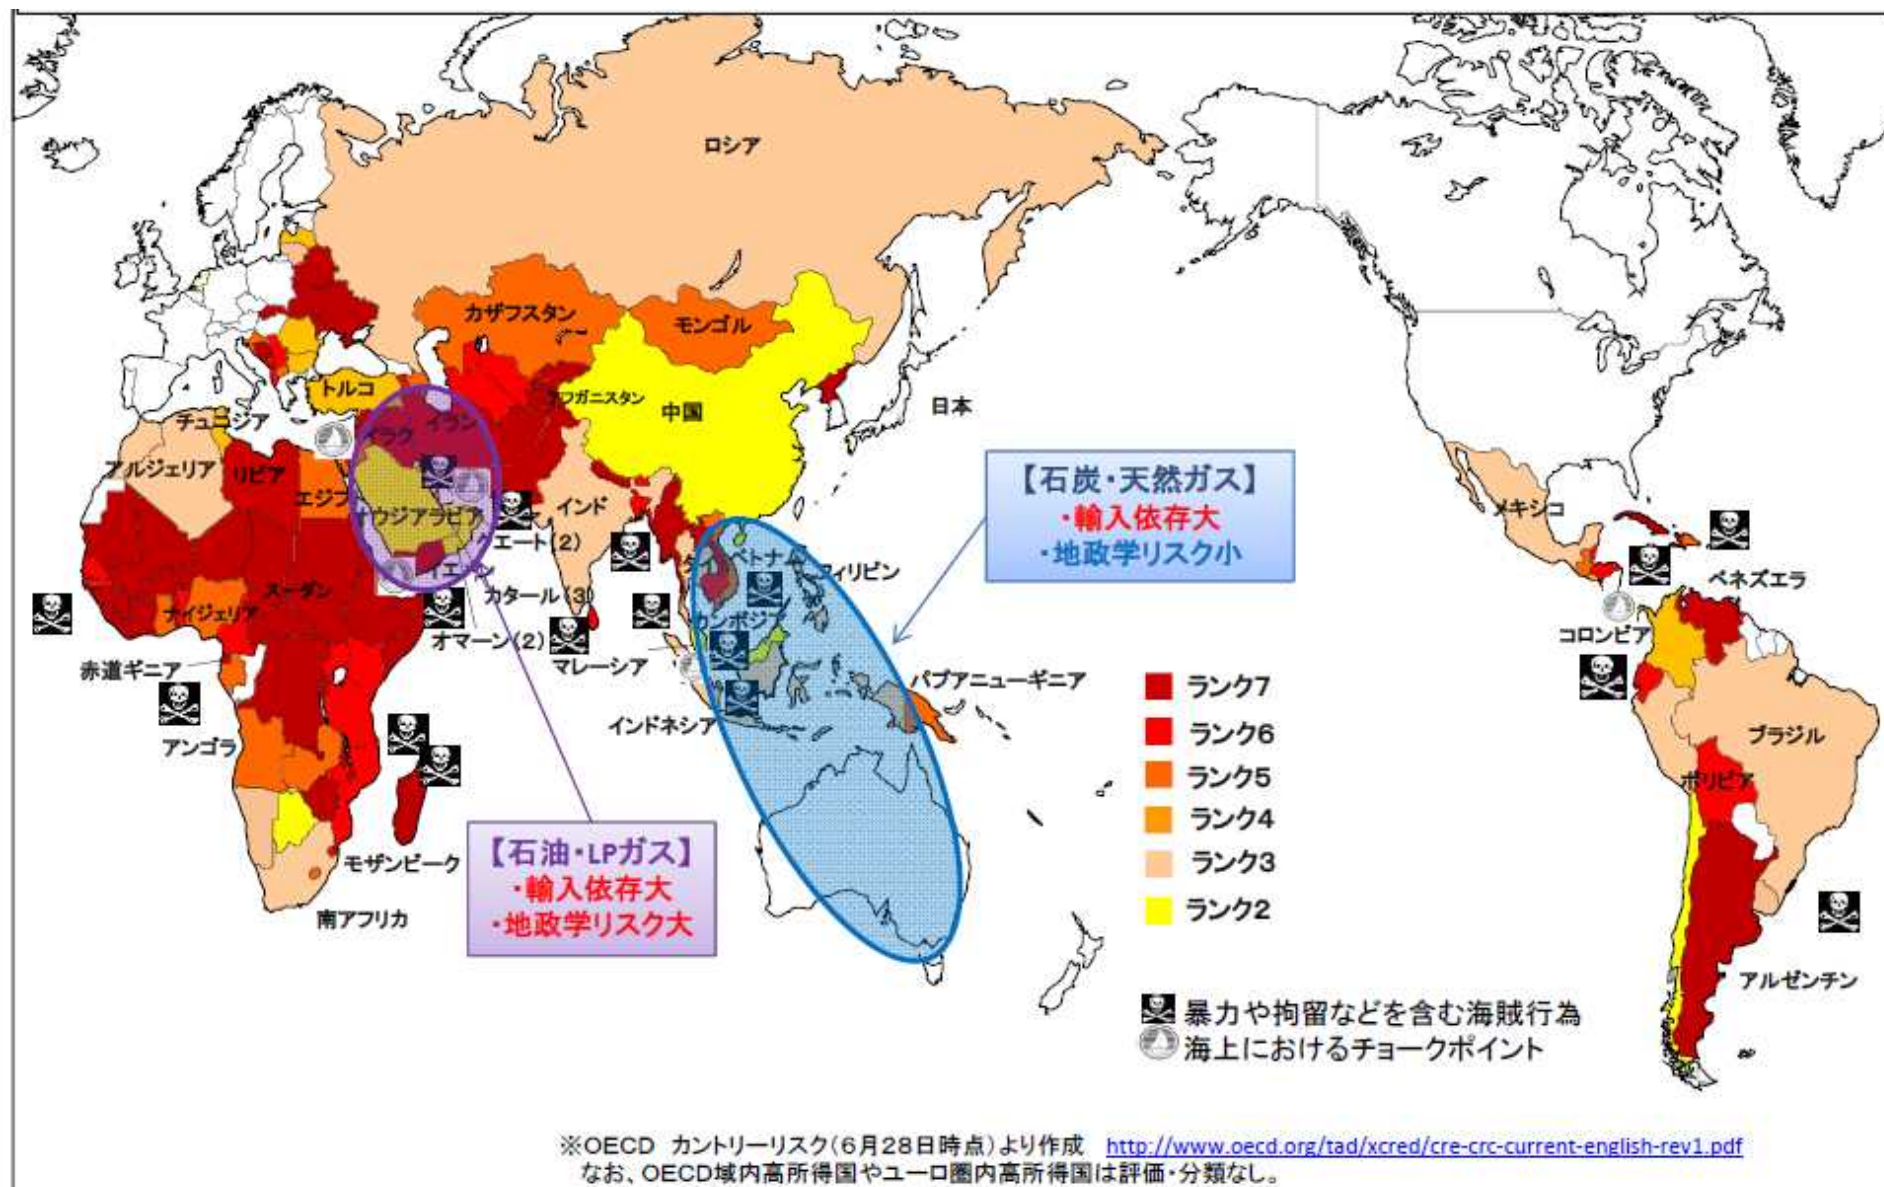 ロシア
カザフスタン
モンゴル
トルコ
アフガニスタン
中国
日本
チュニジア
イラク
イラン
アルジェリア
リビア
エジプ
サウジアラビア
インド
クエート(2)
イエメン
タイ
ベトナム
フィリピン
スーダン
ナイジェリア
カタール(3)
カンボジア
オマーン(2)
マレーシア
赤道ギニア
アンゴラ
インドネシア
パプアニューギニア
モザンビーク
南アフリカ
メキシコ
ベネズエラ
コロンビア
ブラジル
ボリビア
アルゼンチン
【石炭・天然ガス】
・輸入依存大
・地政学リスク小
【石油・LPガス】
・輸入依存大
・地政学リスク大
ランク7
ランク6
ランク5
ランク4
ランク3
ランク2
暴力や拘留などを含む海賊行為
海上におけるチョークポイント
※OECD カントリーリスク(6月28日時点)より作成 http://www.oecd.org/tad/xcred/cre-crc-current-english-rev1.pdf
なお、OECD域内高所得国やユーロ圏内高所得国は評価・分類なし。